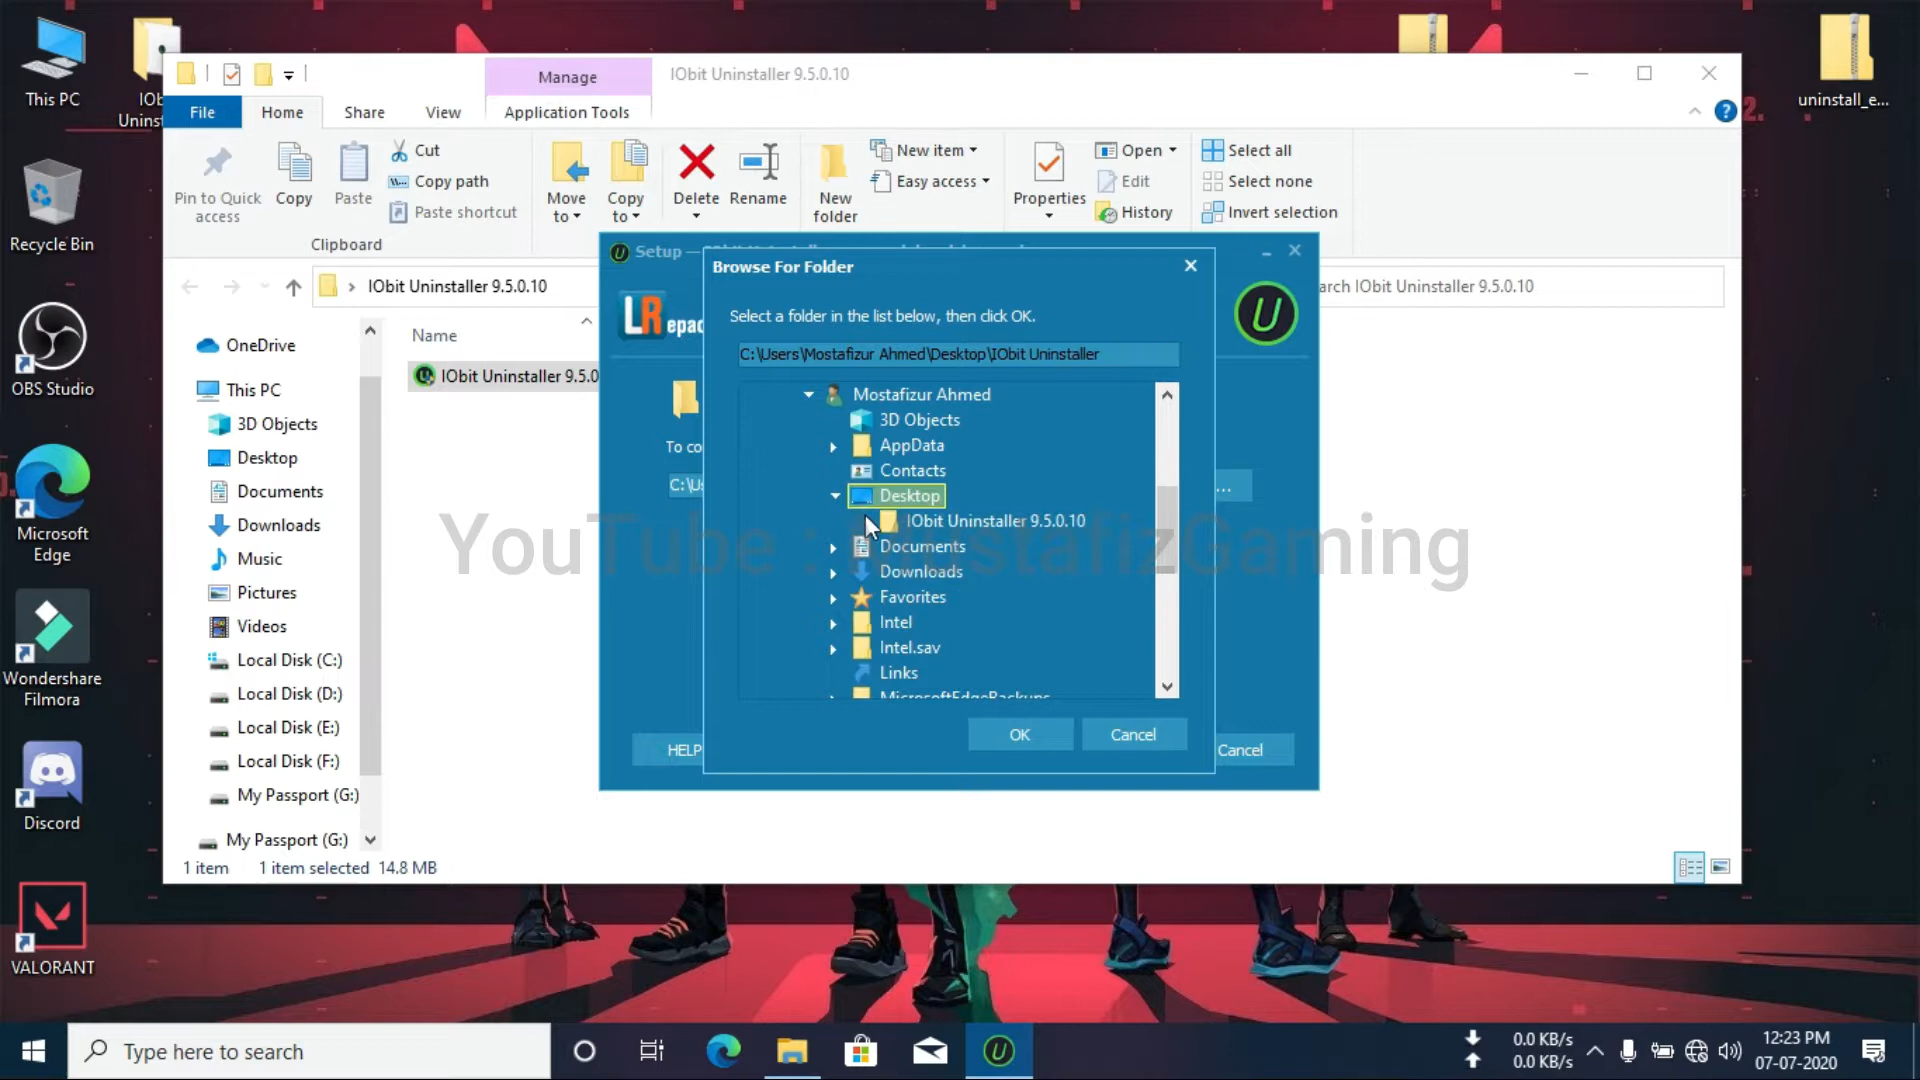 This PC
IOb
Uninst
Recycle Bin
OBS Studio
Microsoft
Edge
Wondershare
Filmora
Discord
VALORANT
uninstall_e...
Manage
IObit Uninstaller 9.5.0.10
File
Home
Share
View
Application Tools
Pin to Quick
access
Copy
Paste
Cut
Copy path
Paste shortcut
Clipboard
Move
to
Copy
to
Delete
Rename
New
folder
New item
Easy access
Properties
Open
Edit
History
Select all
Select none
Invert selection
IObit Uninstaller 9.5.0.10
arch IObit Uninstaller 9.5.0.10
OneDrive
This PC
3D Objects
Desktop
Documents
Downloads
Music
Pictures
Videos
Local Disk (C:)
Local Disk (D:)
Local Disk (E:)
Local Disk (F:)
My Passport (G:)
My Passport (G:)
Name
IObit Uninstaller 9.5.0
1 item
1 item selected 14.8 MB
Setup —
LR epac
To co
C:\Us
...
HELP
Cancel
Browse For Folder
Select a folder in the list below, then click OK.
C:\Users\Mostafizur Ahmed\Desktop\IObit Uninstaller
Mostafizur Ahmed
3D Objects
AppData
Contacts
Desktop
IObit Uninstaller 9.5.0.10
Documents
Downloads
Favorites
Intel
Intel.sav
Links
MicrosoftEdgeBackups
OK
Cancel
YouTube : MustafizGaming
Type here to search
0.0 KB/s
0.0 KB/s
12:23 PM
07-07-2020